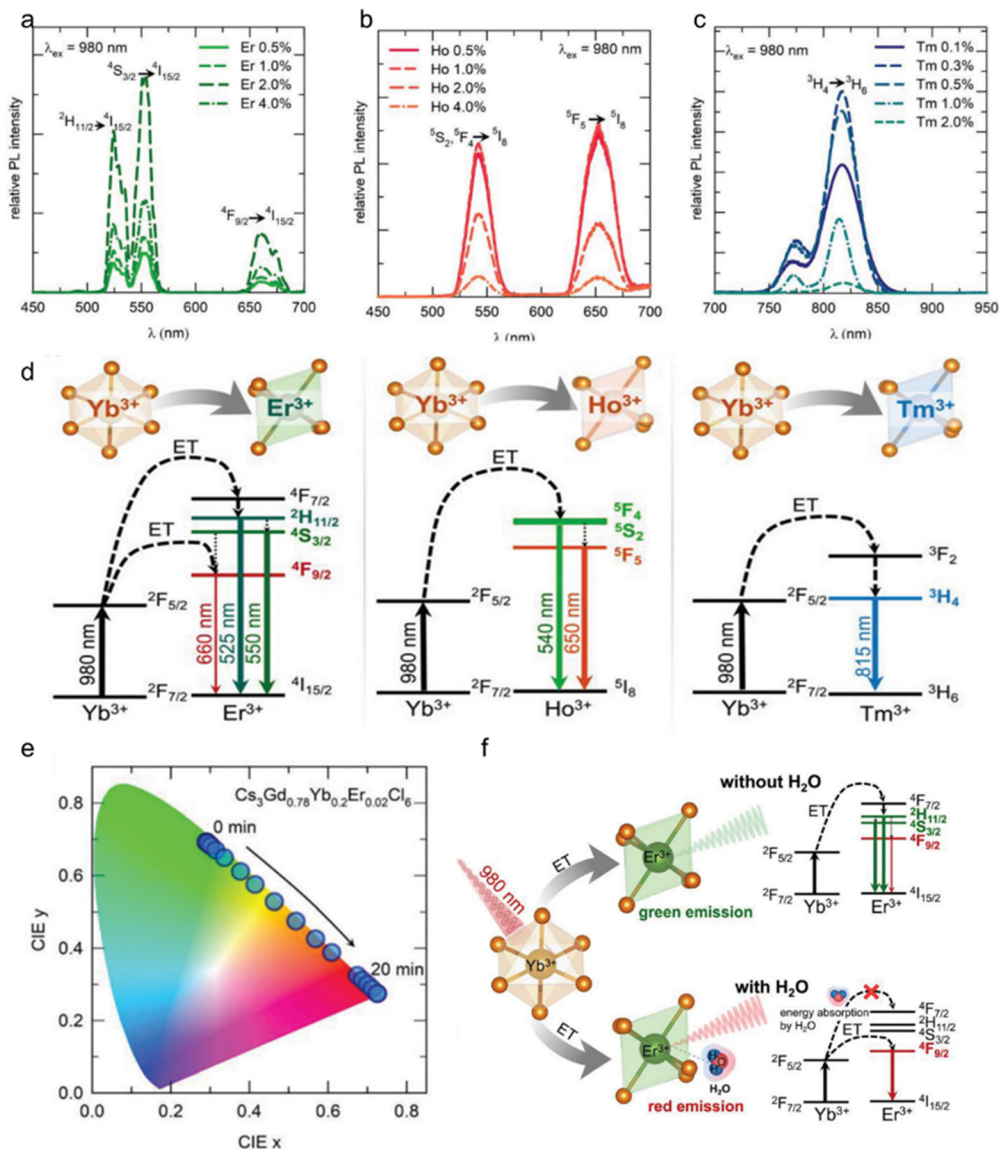 a
λex = 980 nm
Er 0.5%
Er 1.0%
Er 2.0%
Er 4.0%
⁴S₃/₂ → ⁴I₁₅/₂
²H₁₁/₂ → ⁴I₁₅/₂
⁴F₉/₂ → ⁴I₁₅/₂
relative PL intensity
450 500 550 600 650 700
λ (nm)
b
Ho 0.5%
Ho 1.0%
Ho 2.0%
Ho 4.0%
λex = 980 nm
⁵S₂,⁵F₄ → ⁵I₈
⁵F₅ → ⁵I₈
relative PL intensity
450 500 550 600 650 700
λ (nm)
c
λex = 980 nm
Tm 0.1%
Tm 0.3%
Tm 0.5%
Tm 1.0%
Tm 2.0%
³H₄ → ³H₆
relative PL intensity
700 750 800 850 900 950
λ (nm)
d
Yb³⁺
Er³⁺
ET
ET
⁴F₇/₂
²H₁₁/₂
⁴S₃/₂
⁴F₉/₂
²F₅/₂
980 nm
660 nm
525 nm
550 nm
²F₇/₂
⁴I₁₅/₂
Yb³⁺
Er³⁺
Yb³⁺
Ho³⁺
ET
⁵F₄
⁵S₂
⁵F₅
²F₅/₂
980 nm
540 nm
650 nm
²F₇/₂
⁵I₈
Yb³⁺
Ho³⁺
Yb³⁺
Tm³⁺
ET
³F₂
²F₅/₂
³H₄
980 nm
815 nm
²F₇/₂
³H₆
Yb³⁺
Tm³⁺
e
Cs₃Gd₀.₇₈Yb₀.₂Er₀.₀₂Cl₆
0 min
20 min
CIE y
0.8
0.6
0.4
0.2
0.0
0.0 0.2 0.4 0.6 0.8
CIE x
f
980 nm
Yb³⁺
ET
ET
without H₂O
Er³⁺
green emission
ET
⁴F₇/₂
²H₁₁/₂
⁴S₃/₂
⁴F₉/₂
²F₅/₂
²F₇/₂
⁴I₁₅/₂
Yb³⁺
Er³⁺
with H₂O
Er³⁺
H
O
H
H₂O
red emission
energy absorption
by H₂O
ET
⁴F₇/₂
²H₁₁/₂
⁴S₃/₂
⁴F₉/₂
²F₅/₂
²F₇/₂
⁴I₁₅/₂
Yb³⁺
Er³⁺